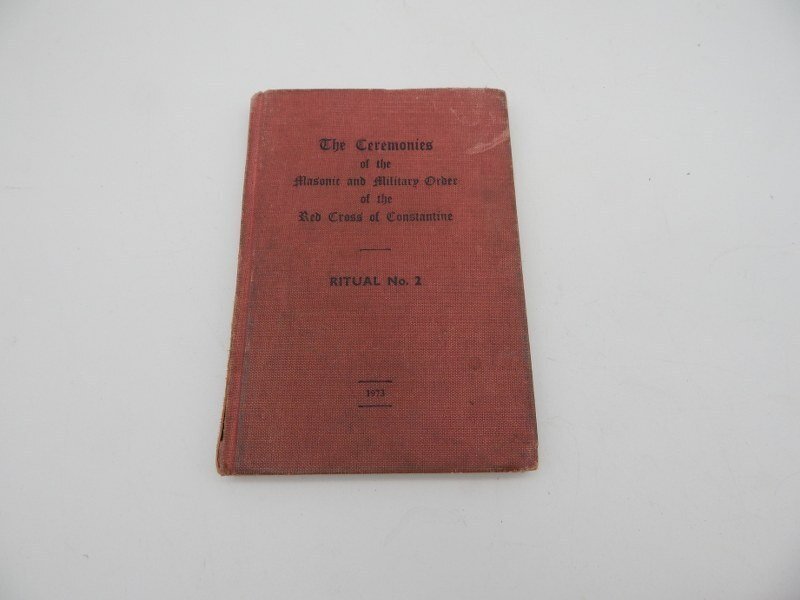 The Ceremonies
of the
Masonic and Military Order
of the
Red Cross of Constantine
RITUAL No. 2
1973